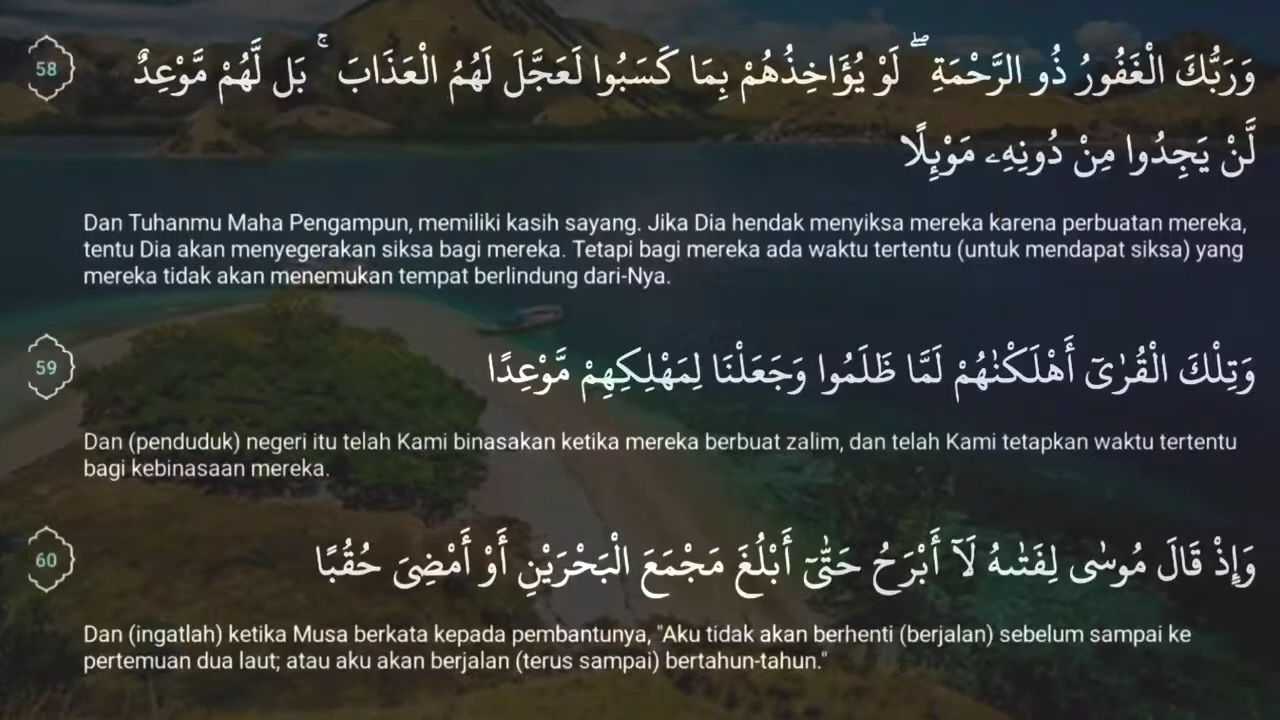 58
وَرَبُّكَ الْغَفُورُ ذُو الرَّحْمَةِ ۖ لَوْ يُؤَاخِذُهُمْ بِمَا كَسَبُوا لَعَجَّلَ لَهُمُ الْعَذَابَ ۚ بَل لَّهُمْ مَّوْعِدٌ
لَّنْ يَجِدُوا مِنْ دُونِهِۦ مَوْئِلًا
Dan Tuhanmu Maha Pengampun, memiliki kasih sayang. Jika Dia hendak menyiksa mereka karena perbuatan mereka,
tentu Dia akan menyegerakan siksa bagi mereka. Tetapi bagi mereka ada waktu tertentu (untuk mendapat siksa) yang
mereka tidak akan menemukan tempat berlindung dari-Nya.
59
وَتِلْكَ الْقُرٰىٓ أَهْلَكْنٰهُمْ لَمَّا ظَلَمُوا وَجَعَلْنَا لِمَهْلِكِهِمْ مَّوْعِدًا
Dan (penduduk) negeri itu telah Kami binasakan ketika mereka berbuat zalim, dan telah Kami tetapkan waktu tertentu
bagi kebinasaan mereka.
60
وَإِذْ قَالَ مُوسٰى لِفَتٰىهُ لَآ أَبْرَحُ حَتّٰىٓ أَبْلُغَ مَجْمَعَ الْبَحْرَيْنِ أَوْ أَمْضِىَ حُقُبًا
Dan (ingatlah) ketika Musa berkata kepada pembantunya, "Aku tidak akan berhenti (berjalan) sebelum sampai ke
pertemuan dua laut; atau aku akan berjalan (terus sampai) bertahun-tahun."